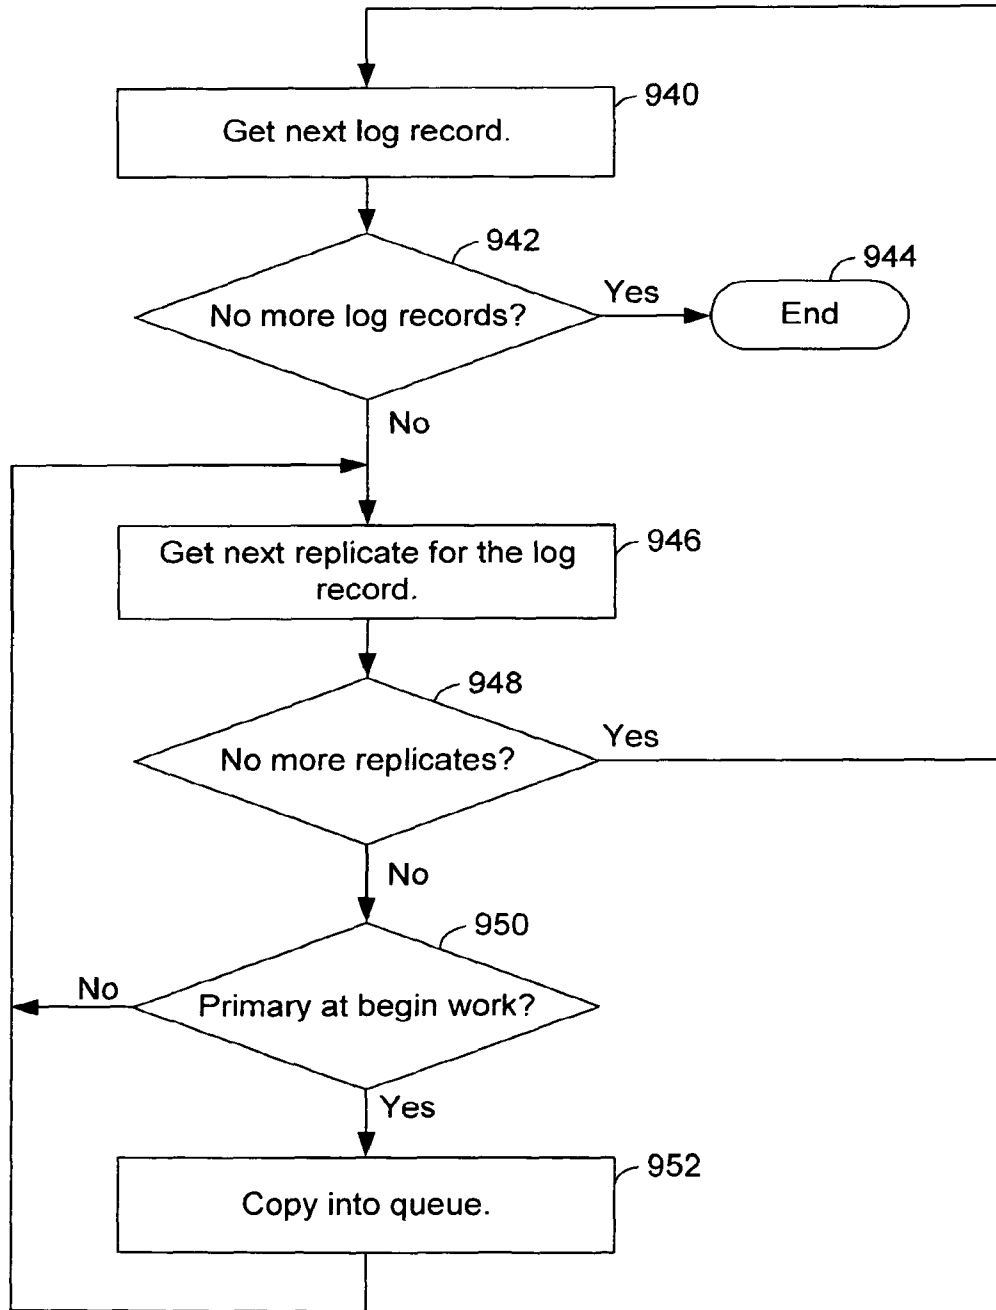 940
Get next log record.
942
944
No more log records?
Yes
End
No
946
Get next replicate for the log
record.
948
No more replicates?
Yes
No
950
No
Primary at begin work?
Yes
952
Copy into queue.